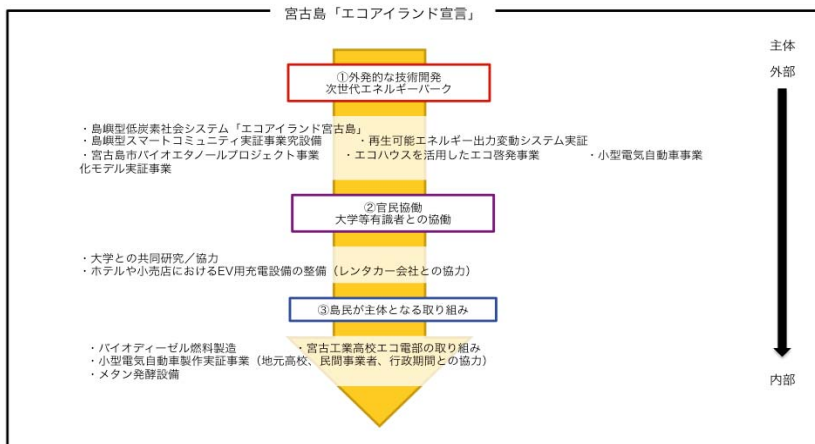 宮古島「エコアイランド宣言」
主体
外部
①外発的な技術開発
次世代エネルギーパーク
・島嶼型低炭素社会システム「エコアイランド宮古島」
・島嶼型スマートコミュニティ実証事業究設備 ・再生可能エネルギー出力変動システム実証
・宮古島市バイオエタノールプロジェクト事業 ・エコハウスを活用したエコ啓発事業 ・小型電気自動車事業
化モデル実証事業
②官民協働
大学等有識者との協働
・大学との共同研究／協力
・ホテルや小売店におけるEV用充電設備の整備（レンタカー会社との協力）
③島民が主体となる取り組み
・バイオディーゼル燃料製造 ・宮古工業高校エコ電部の取り組み
・小型電気自動車製作実証事業（地元高校、民間事業者、行政期間との協力）
・メタン発酵設備
内部